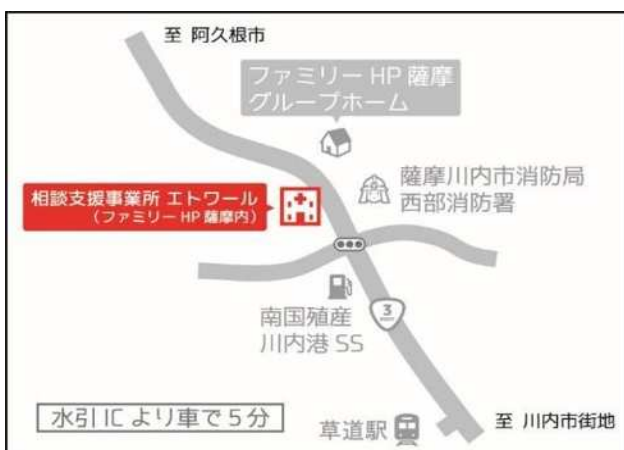 至 阿久根市
ファミリー HP 薩摩
グループホーム
薩摩川内市消防局
西部消防署
相談支援事業所 エトワール
(ファミリー HP 薩摩内)
南国殖産
川内港 SS
3
水引 IC より車で 5 分
草道駅
至 川内市街地